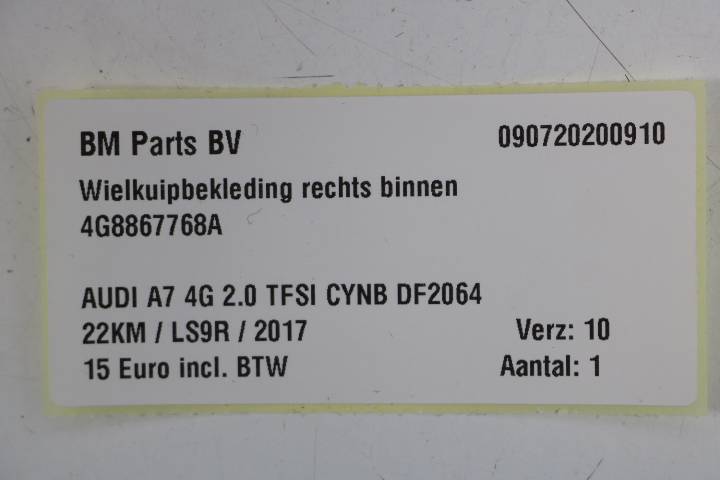 BM Parts BV 090720200910
Wielkuipbekleding rechts binnen
4G8867768A
AUDI A7 4G 2.0 TFSI CYNB DF2064
22KM / LS9R / 2017 Verz: 10
15 Euro incl. BTW Aantal: 1